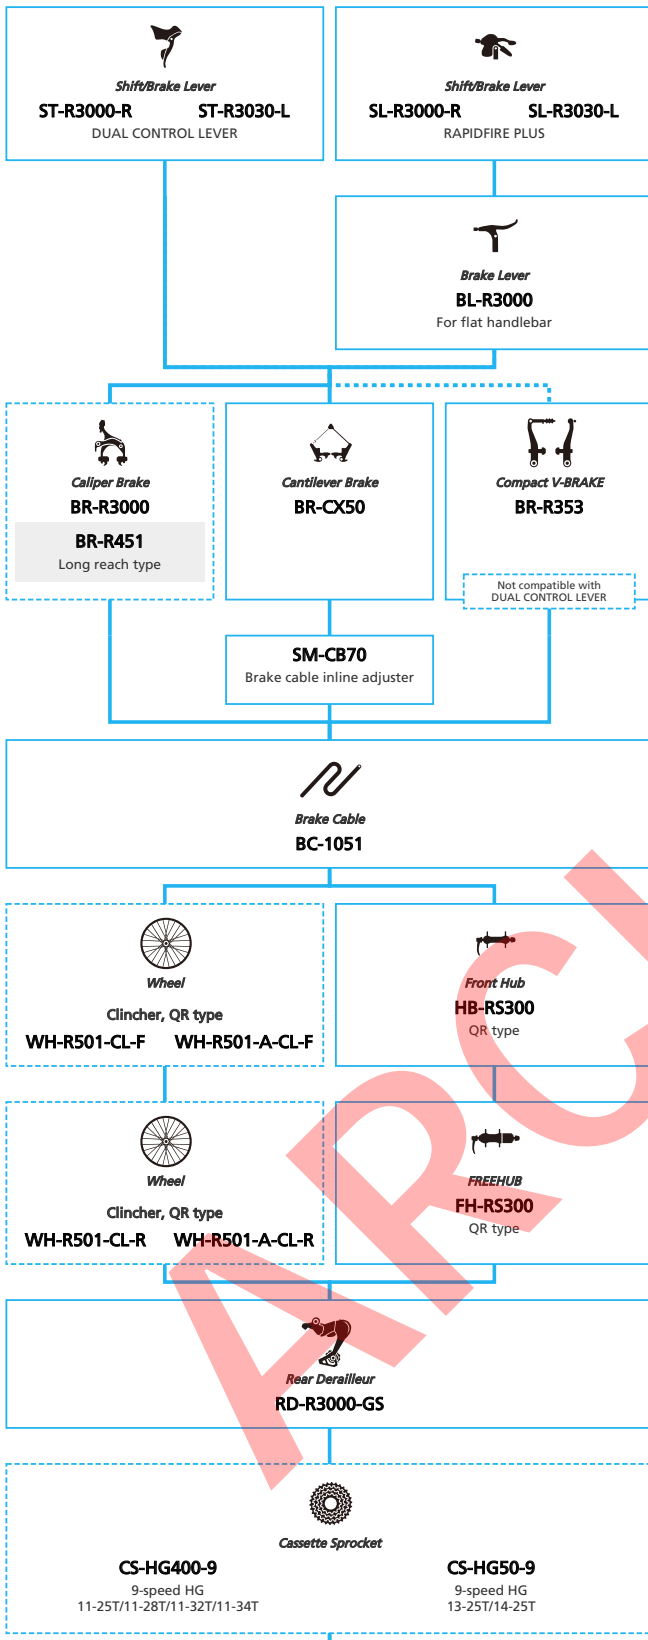 Shift/Brake Lever
ST-R3000-R ST-R3030-L
DUAL CONTROL LEVER
Shift/Brake Lever
SL-R3000-R SL-R3030-L
RAPIDFIRE PLUS
Brake Lever
BL-R3000
For flat handlebar
Caliper Brake
BR-R3000
BR-R451
Long reach type
Cantilever Brake
BR-CX50
Compact V-BRAKE
BR-R353
Not compatible with
DUAL CONTROL LEVER
SM-CB70
Brake cable inline adjuster
Brake Cable
BC-1051
Wheel
Clincher, QR type
WH-R501-CL-F WH-R501-A-CL-F
Front Hub
HB-RS300
QR type
Wheel
Clincher, QR type
WH-R501-CL-R WH-R501-A-CL-R
FREEHUB
FH-RS300
QR type
Rear Derailleur
RD-R3000-GS
Cassette Sprocket
CS-HG400-9
9-speed HG
11-25T/11-28T/11-32T/11-34T
CS-HG50-9
9-speed HG
13-25T/14-25T